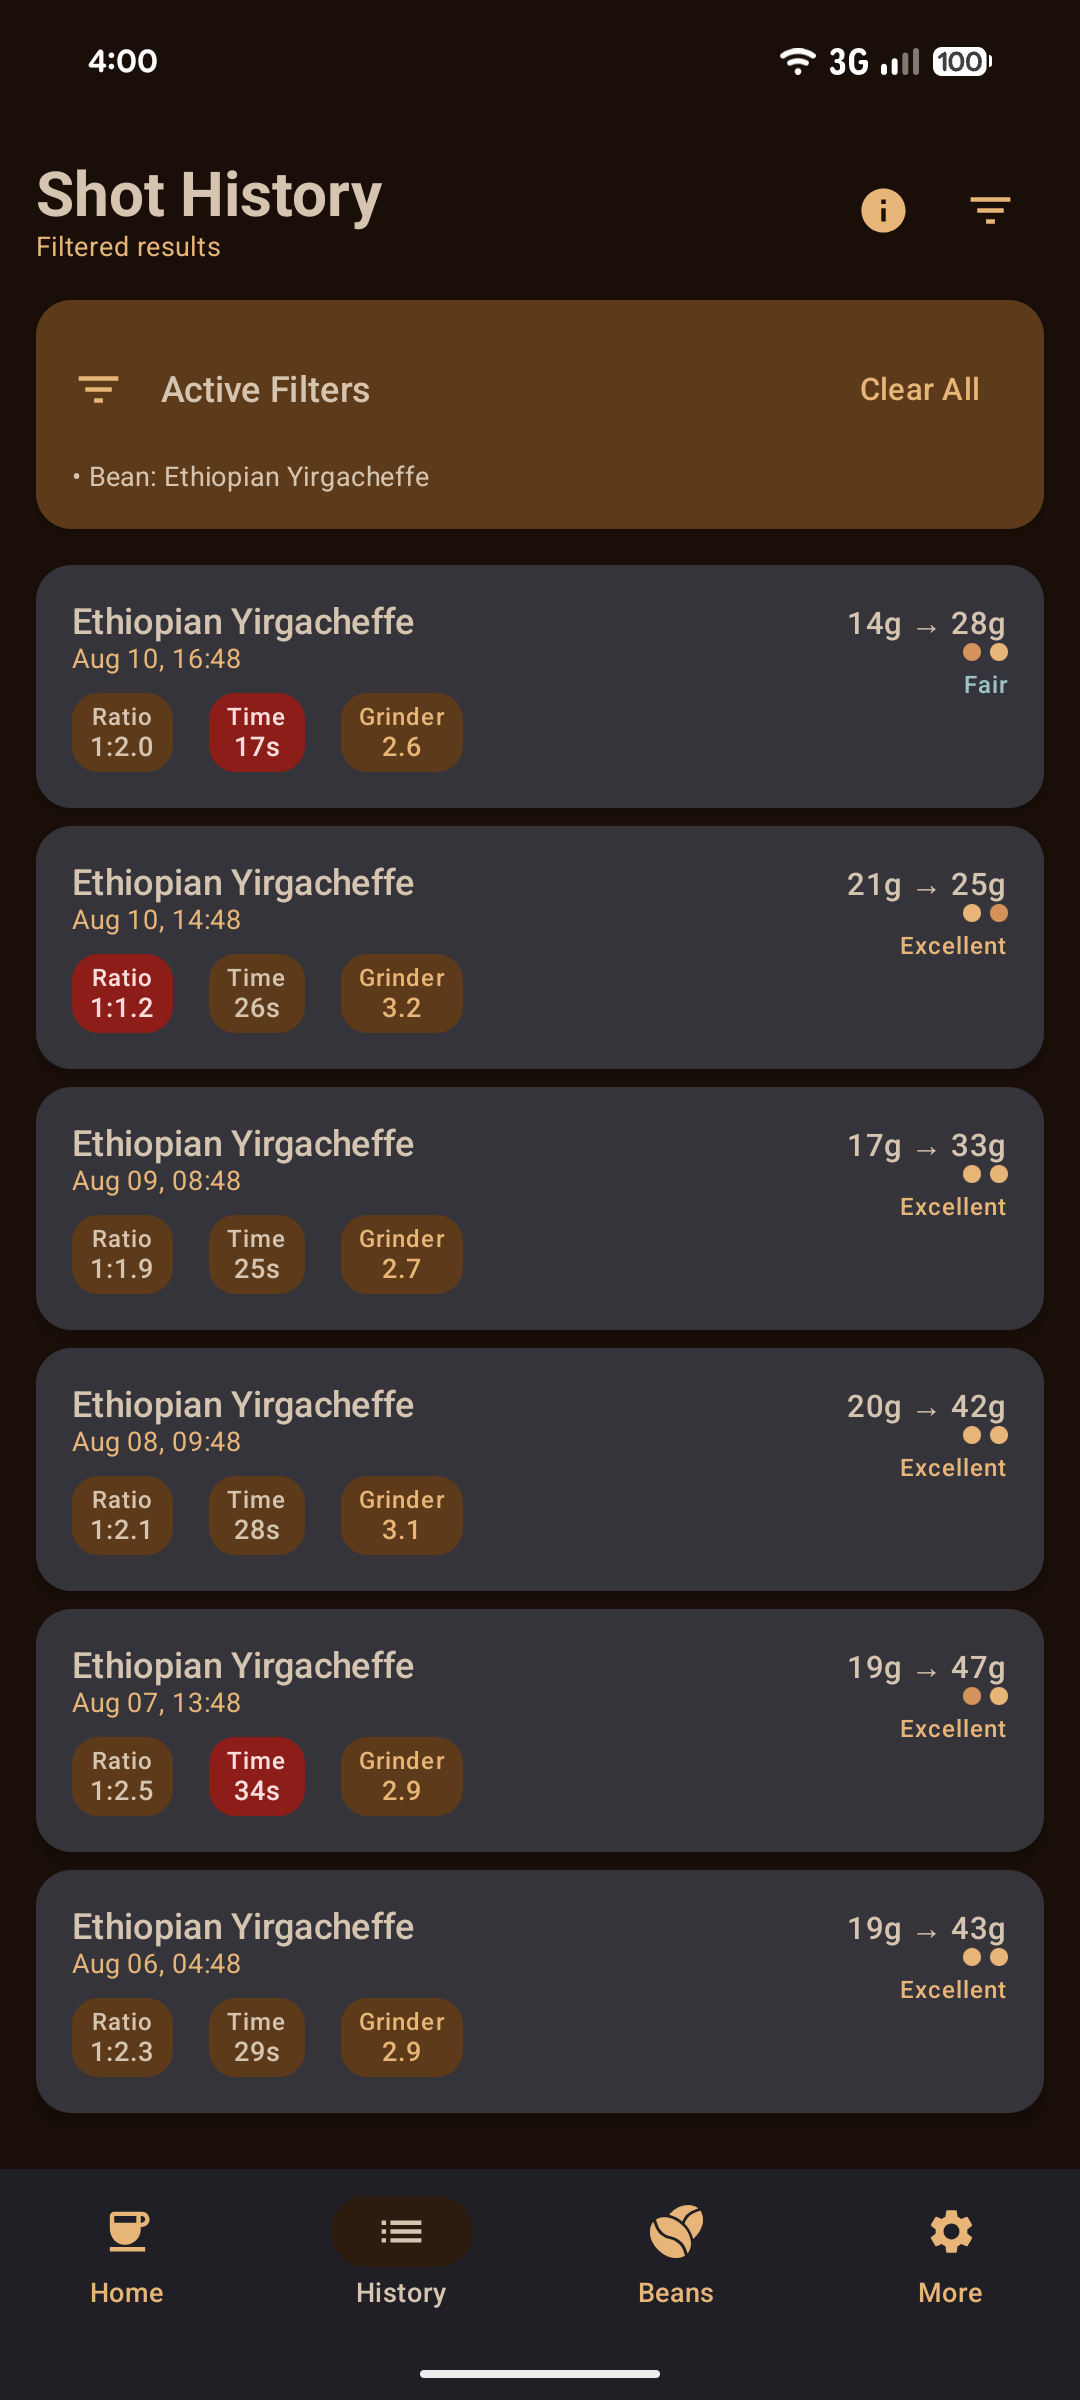 4:00
3G
100
Shot History
Filtered results
Active Filters
Clear All
• Bean: Ethiopian Yirgacheffe
Ethiopian Yirgacheffe
14g → 28g
Aug 10, 16:48
Fair
Ratio
1:2.0
Time
17s
Grinder
2.6
Ethiopian Yirgacheffe
21g → 25g
Aug 10, 14:48
Excellent
Ratio
1:1.2
Time
26s
Grinder
3.2
Ethiopian Yirgacheffe
17g → 33g
Aug 09, 08:48
Excellent
Ratio
1:1.9
Time
25s
Grinder
2.7
Ethiopian Yirgacheffe
20g → 42g
Aug 08, 09:48
Excellent
Ratio
1:2.1
Time
28s
Grinder
3.1
Ethiopian Yirgacheffe
19g → 47g
Aug 07, 13:48
Excellent
Ratio
1:2.5
Time
34s
Grinder
2.9
Ethiopian Yirgacheffe
19g → 43g
Aug 06, 04:48
Excellent
Ratio
1:2.3
Time
29s
Grinder
2.9
Home
History
Beans
More